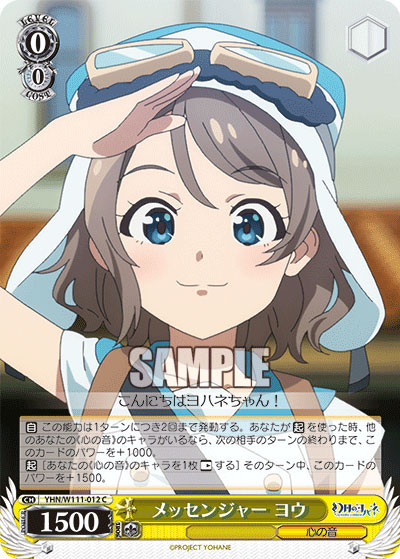 LEVEL
0
0
COST
SAMPLE
こんにちはヨハネちゃん!
自 この能力は1ターンにつき2回まで発動する。あなたが起を使った時、他
のあなたの《心の音》のキャラがいるなら、次の相手のターンの終わりまで、こ
のカードのパワーを+1000。
起 [あなたの《心の音》のキャラを1枚レストする] そのターン中、このカード
のパワーを+1500。
CH YHN/W111-012 C
1500
SOUL
メッセンジャー ヨウ
心の音
©PROJECT YOHANE